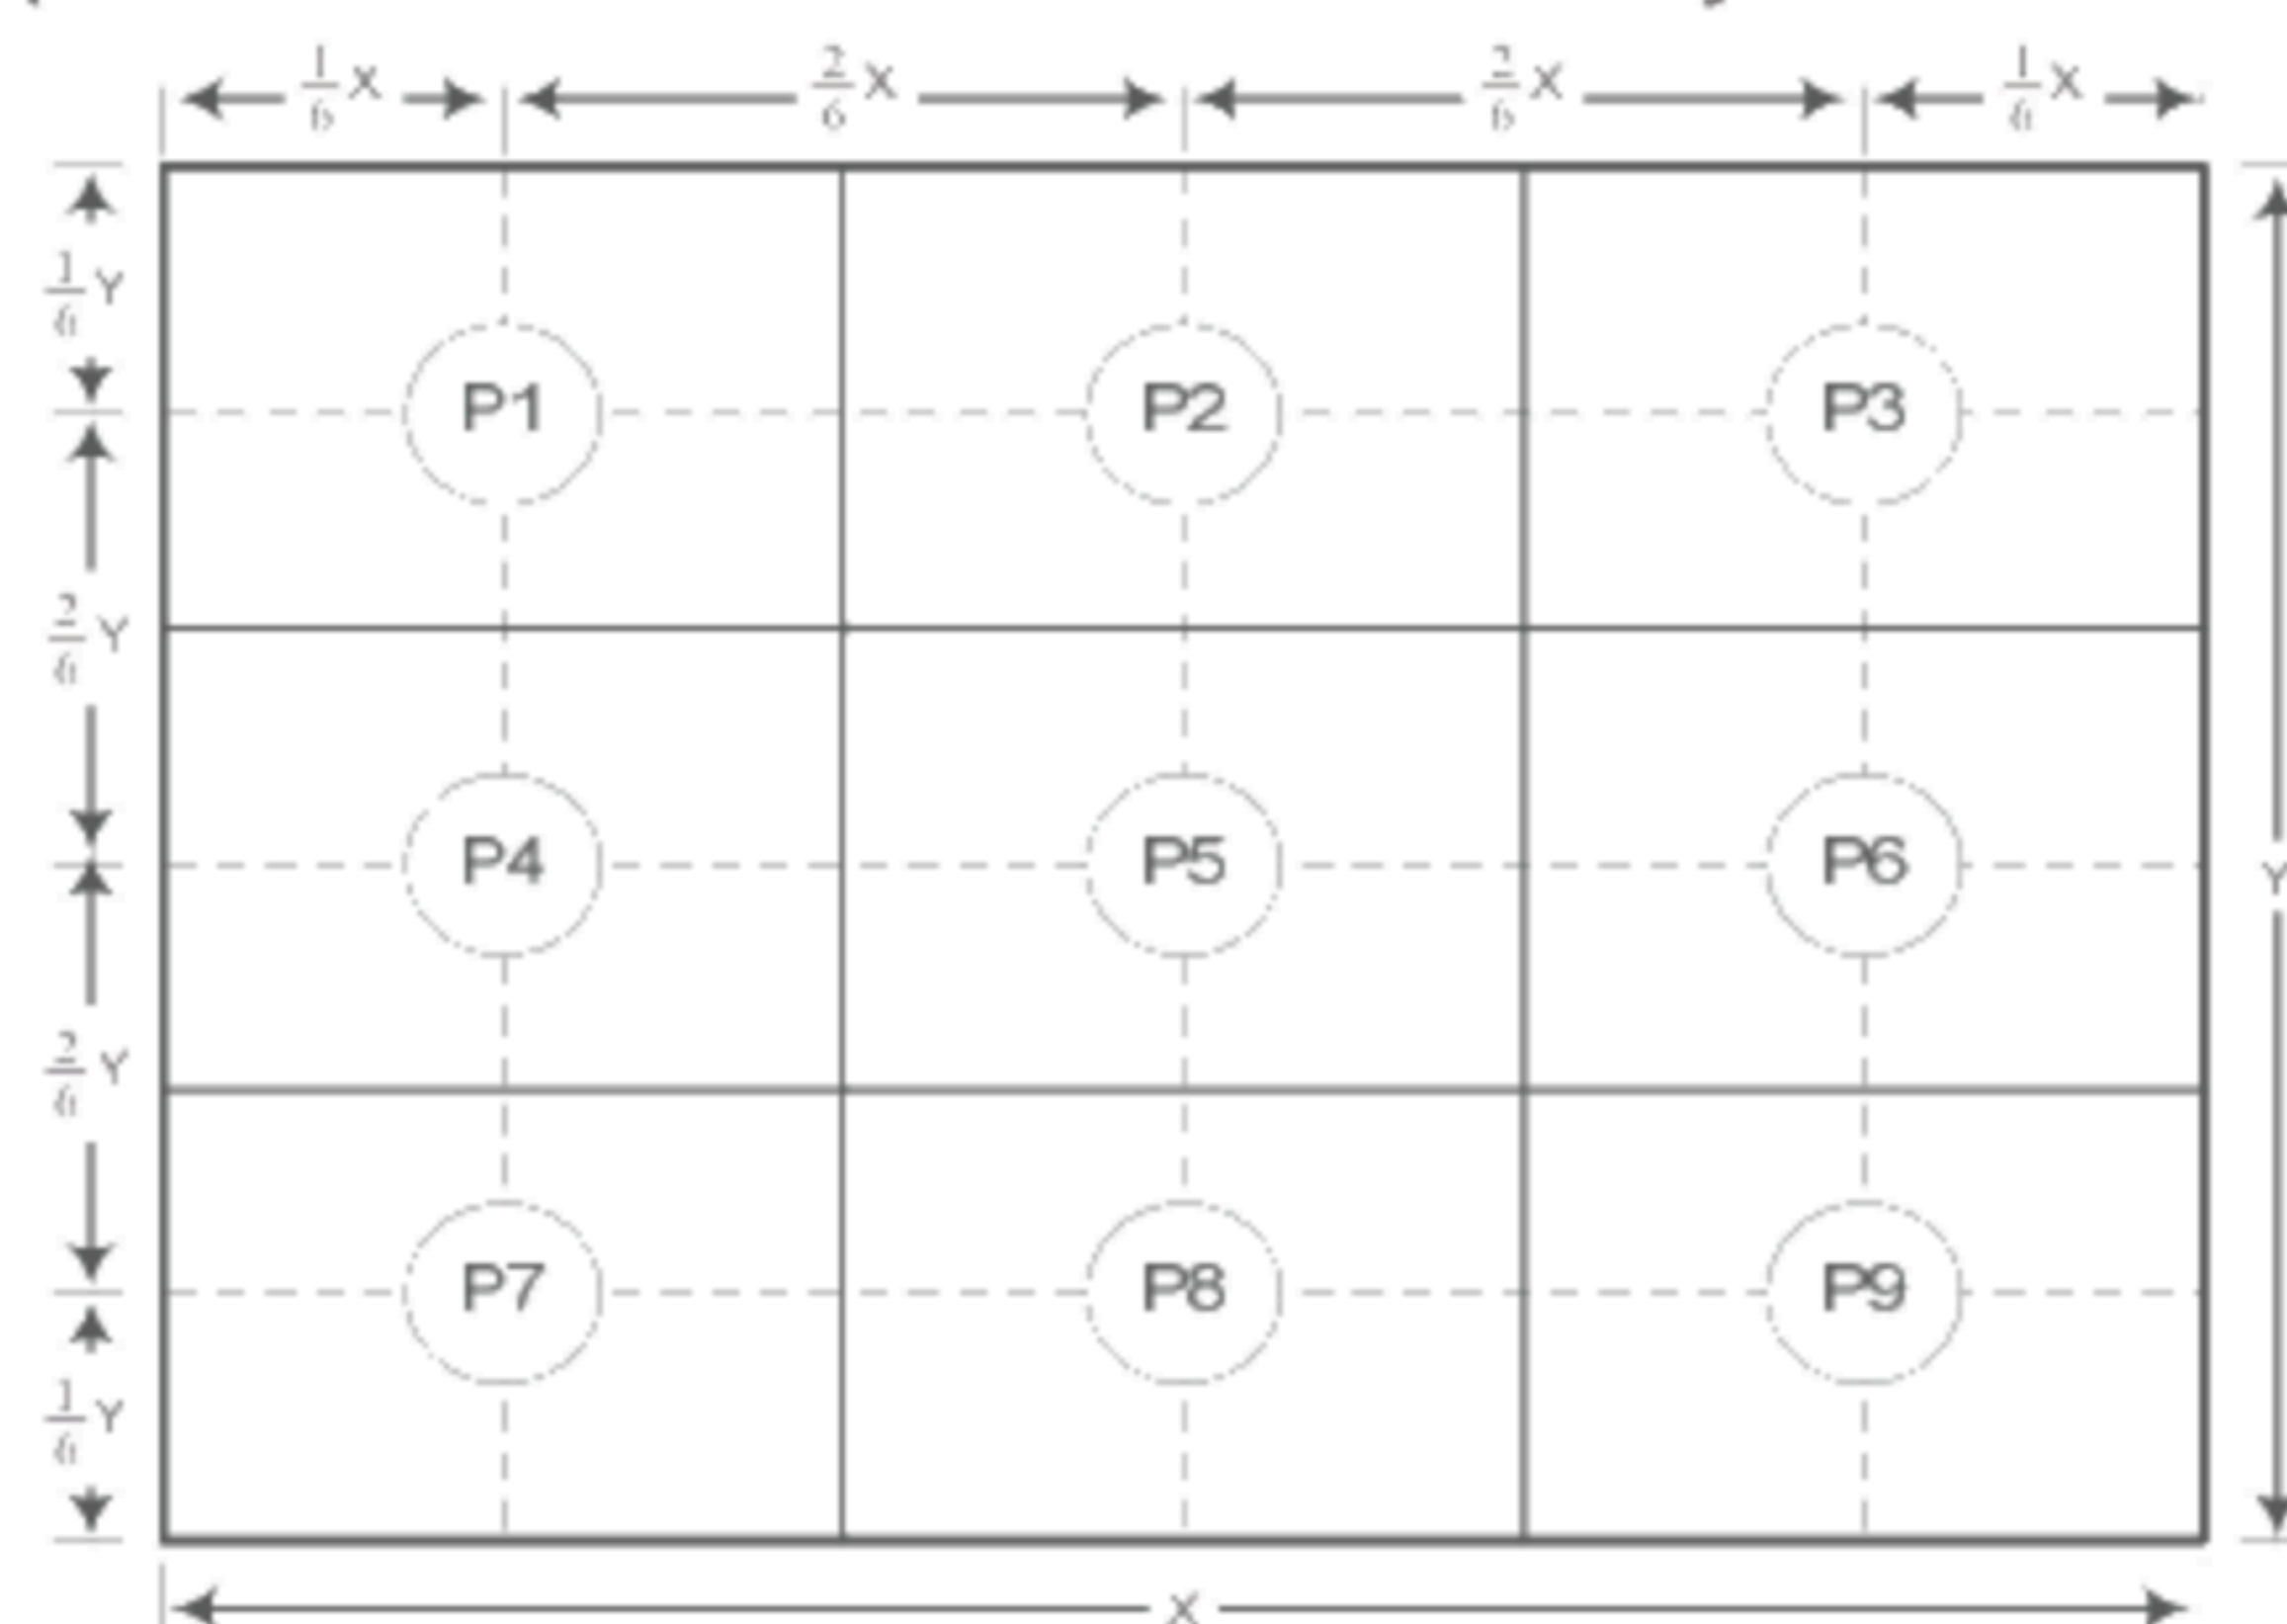 1/6 X 2/6 X 2/6 X 1/6 X
1/6 Y
P1 P2 P3
2/6 Y
P4 P5 P6 Y
2/6 Y
P7 P8 P9
1/6 Y
X